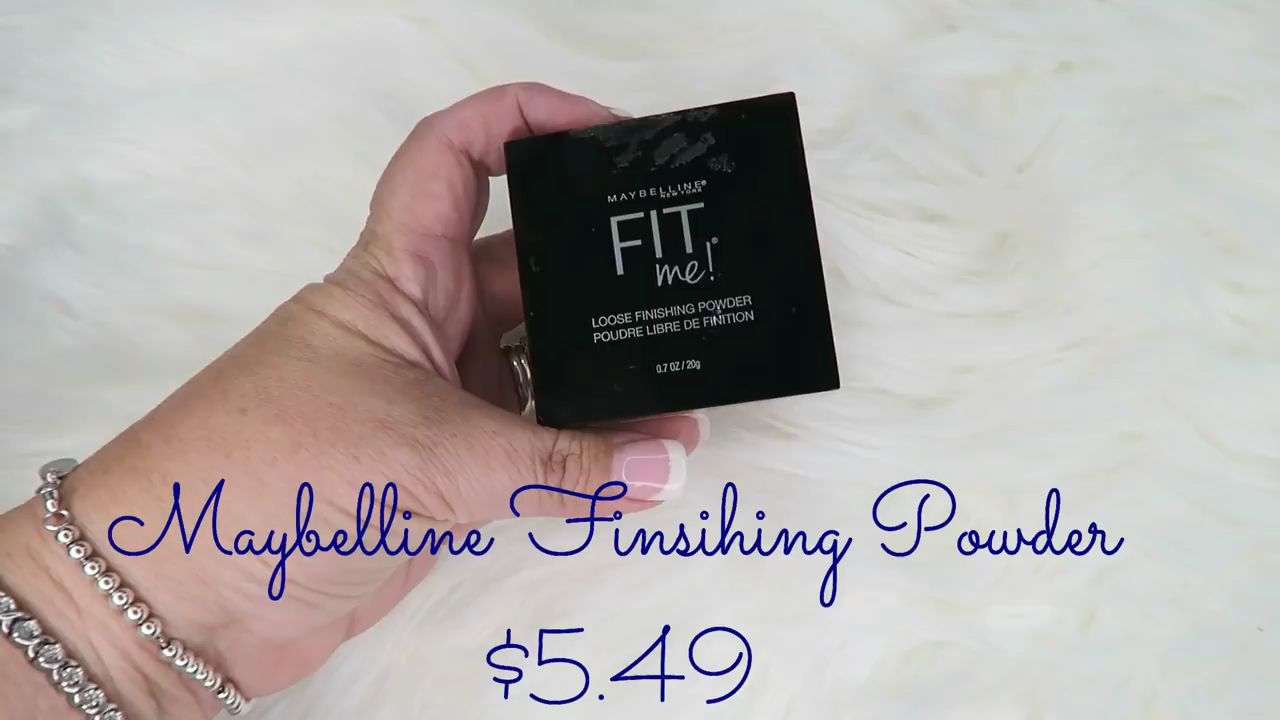 MAYBELLINE®
NEW YORK
FIT
me!®
LOOSE FINISHING POWDER
POUDRE LIBRE DE FINITION
0.7 OZ / 20g
Maybelline Finsihing Powder
$5.49